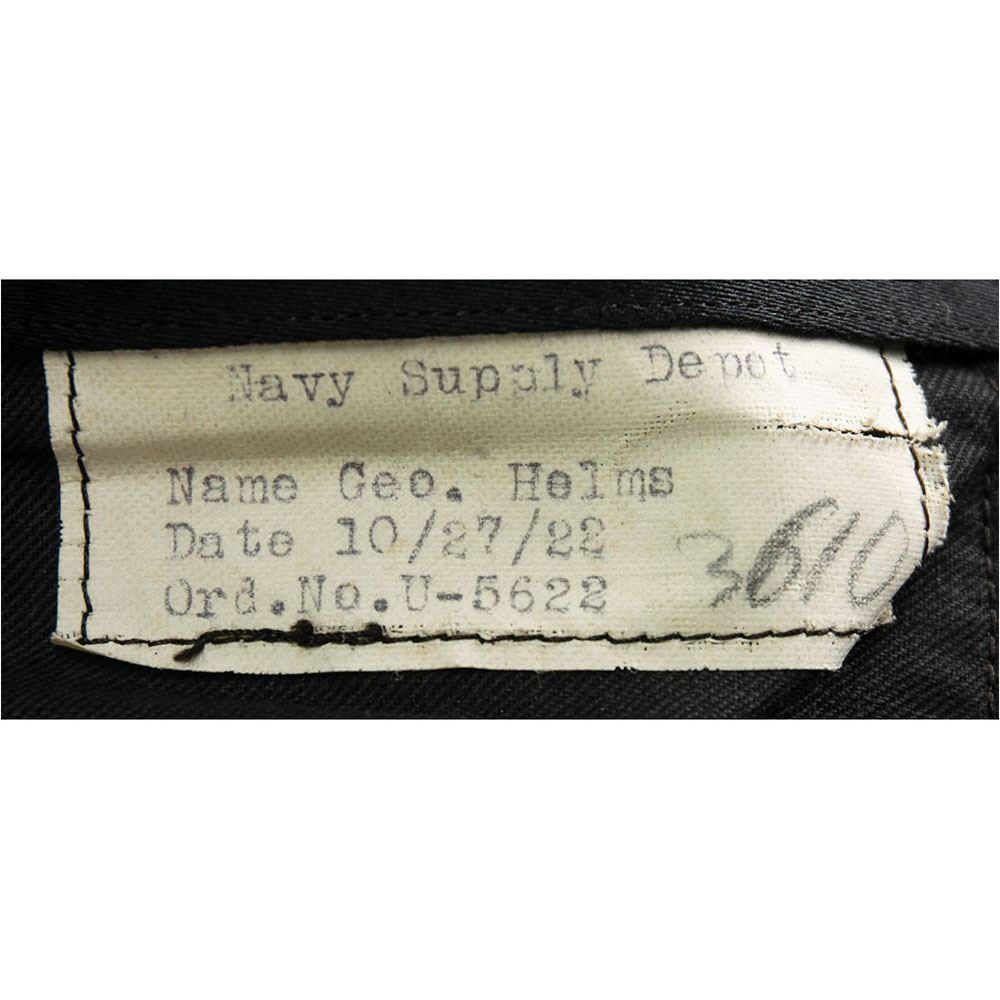 Navy Supply Depot
Name Geo. Helms
Date 10/27/22
Ord.No.U-5622
3610